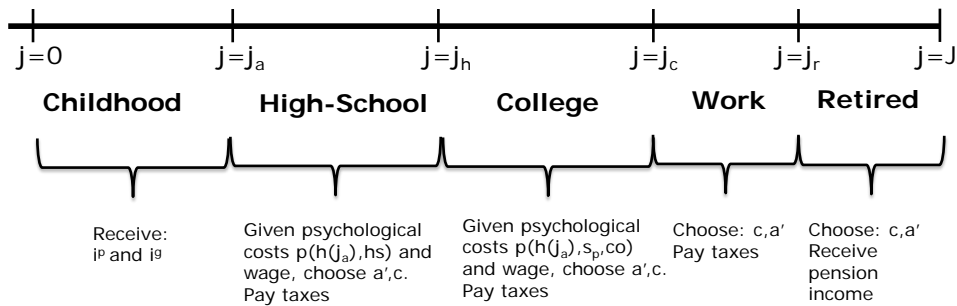 j=0 j=jₐ j=jₕ j=j_c j=jᵣ j=J
Childhood High-School College Work Retired
Receive:
iᵖ and iᵍ
Given psychological
costs p(h(jₐ),hs) and
wage, choose a',c.
Pay taxes
Given psychological
costs p(h(jₐ),sₚ,co)
and wage, choose a',c.
Pay taxes
Choose: c,a'
Pay taxes
Choose: c,a'
Receive
pension
income